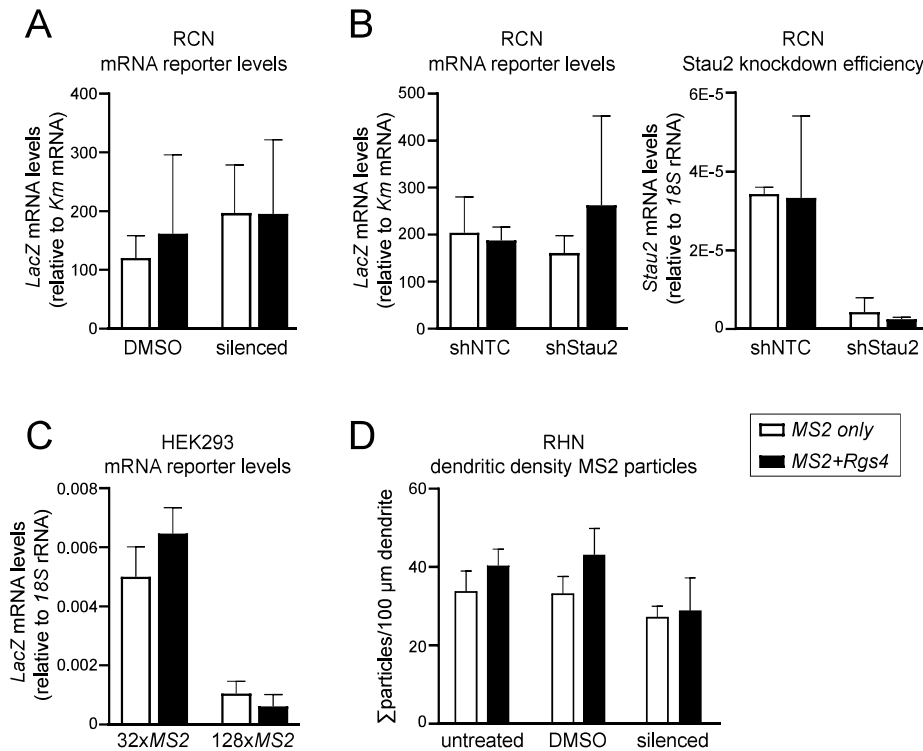 A
RCN
mRNA reporter levels
LacZ mRNA levels
(relative to Km mRNA)
400
300
200
100
0
DMSO silenced
B
RCN
mRNA reporter levels
LacZ mRNA levels
(relative to Km mRNA)
500
400
300
200
100
0
shNTC shStau2
RCN
Stau2 knockdown efficiency
Stau2 mRNA levels
(relative to 18S rRNA)
6E-5
4E-5
2E-5
0
shNTC shStau2
C
HEK293
mRNA reporter levels
LacZ mRNA levels
(relative to 18S rRNA)
0.008
0.006
0.004
0.002
0
32xMS2 128xMS2
D
RHN
dendritic density MS2 particles
∑particles/100 µm dendrite
60
40
20
0
untreated DMSO silenced
MS2 only
MS2+Rgs4